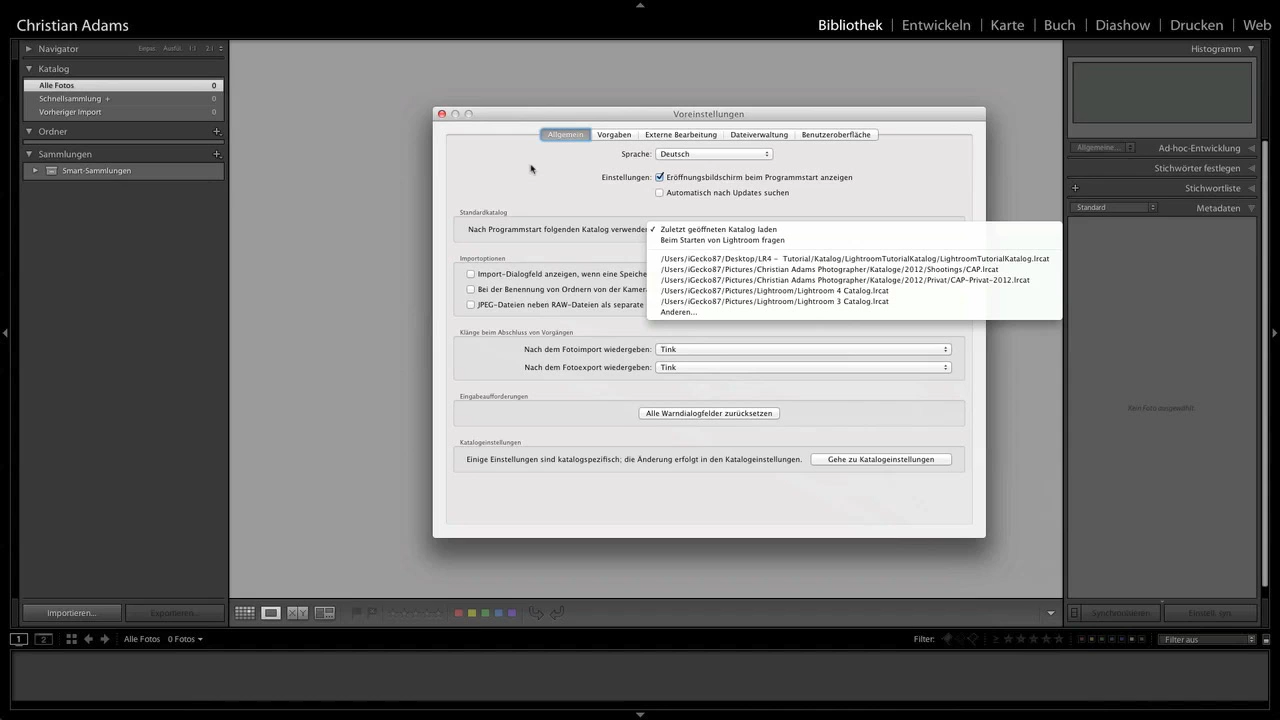 Christian Adams
Bibliothek | Entwickeln | Karte | Buch | Diashow | Drucken | Web
Navigator
Histogramm
Katalog
Alle Fotos 0
Schnellsammlung + 0
Vorheriger Import 0
Ordner
Sammlungen
Smart-Sammlungen
Voreinstellungen
Allgemein Vorgaben Externe Bearbeitung Dateiverwaltung Benutzeroberfläche
Sprache: Deutsch
Einstellungen: Eröffnungsbildschirm beim Programmstart anzeigen
Automatisch nach Updates suchen
Standardkatalog
Nach Programmstart folgenden Katalog verwenden
Zuletzt geöffneten Katalog laden
Beim Starten von Lightroom fragen
/Users/iGecko87/Desktop/LR4 - Tutorial/Katalog/LightroomTutorialKatalog/LightroomTutorialKatalog.lrcat
/Users/iGecko87/Pictures/Christian Adams Photographer/Kataloge/2012/Shootings/CAP.lrcat
/Users/iGecko87/Pictures/Christian Adams Photographer/Kataloge/2012/Privat/CAP-Privat-2012.lrcat
/Users/iGecko87/Pictures/Lightroom/Lightroom 4 Catalog.lrcat
/Users/iGecko87/Pictures/Lightroom/Lightroom 3 Catalog.lrcat
Anderen...
Importoptionen
Import-Dialogfeld anzeigen, wenn eine Speiche
Bei der Benennung von Ordnern von der Kamer
JPEG-Dateien neben RAW-Dateien als separate
Klänge beim Abschluss von Vorgängen
Nach dem Fotoimport wiedergeben: Tink
Nach dem Fotoexport wiedergeben: Tink
Eingabeaufforderungen
Alle Warndialogfelder zurücksetzen
Katalogeinstellungen
Einige Einstellungen sind katalogspezifisch; die Änderung erfolgt in den Katalogeinstellungen. Gehe zu Katalogeinstellungen
Allgemeine... Ad-hoc-Entwicklung
Stichwörter festlegen
+ Stichwortliste
Standard Metadaten
Kein Foto ausgewählt.
Importieren... Exportieren...
X Y
Synchronisieren Einstell. syn.
1 2 Alle Fotos 0 Fotos
Filter: Filter aus